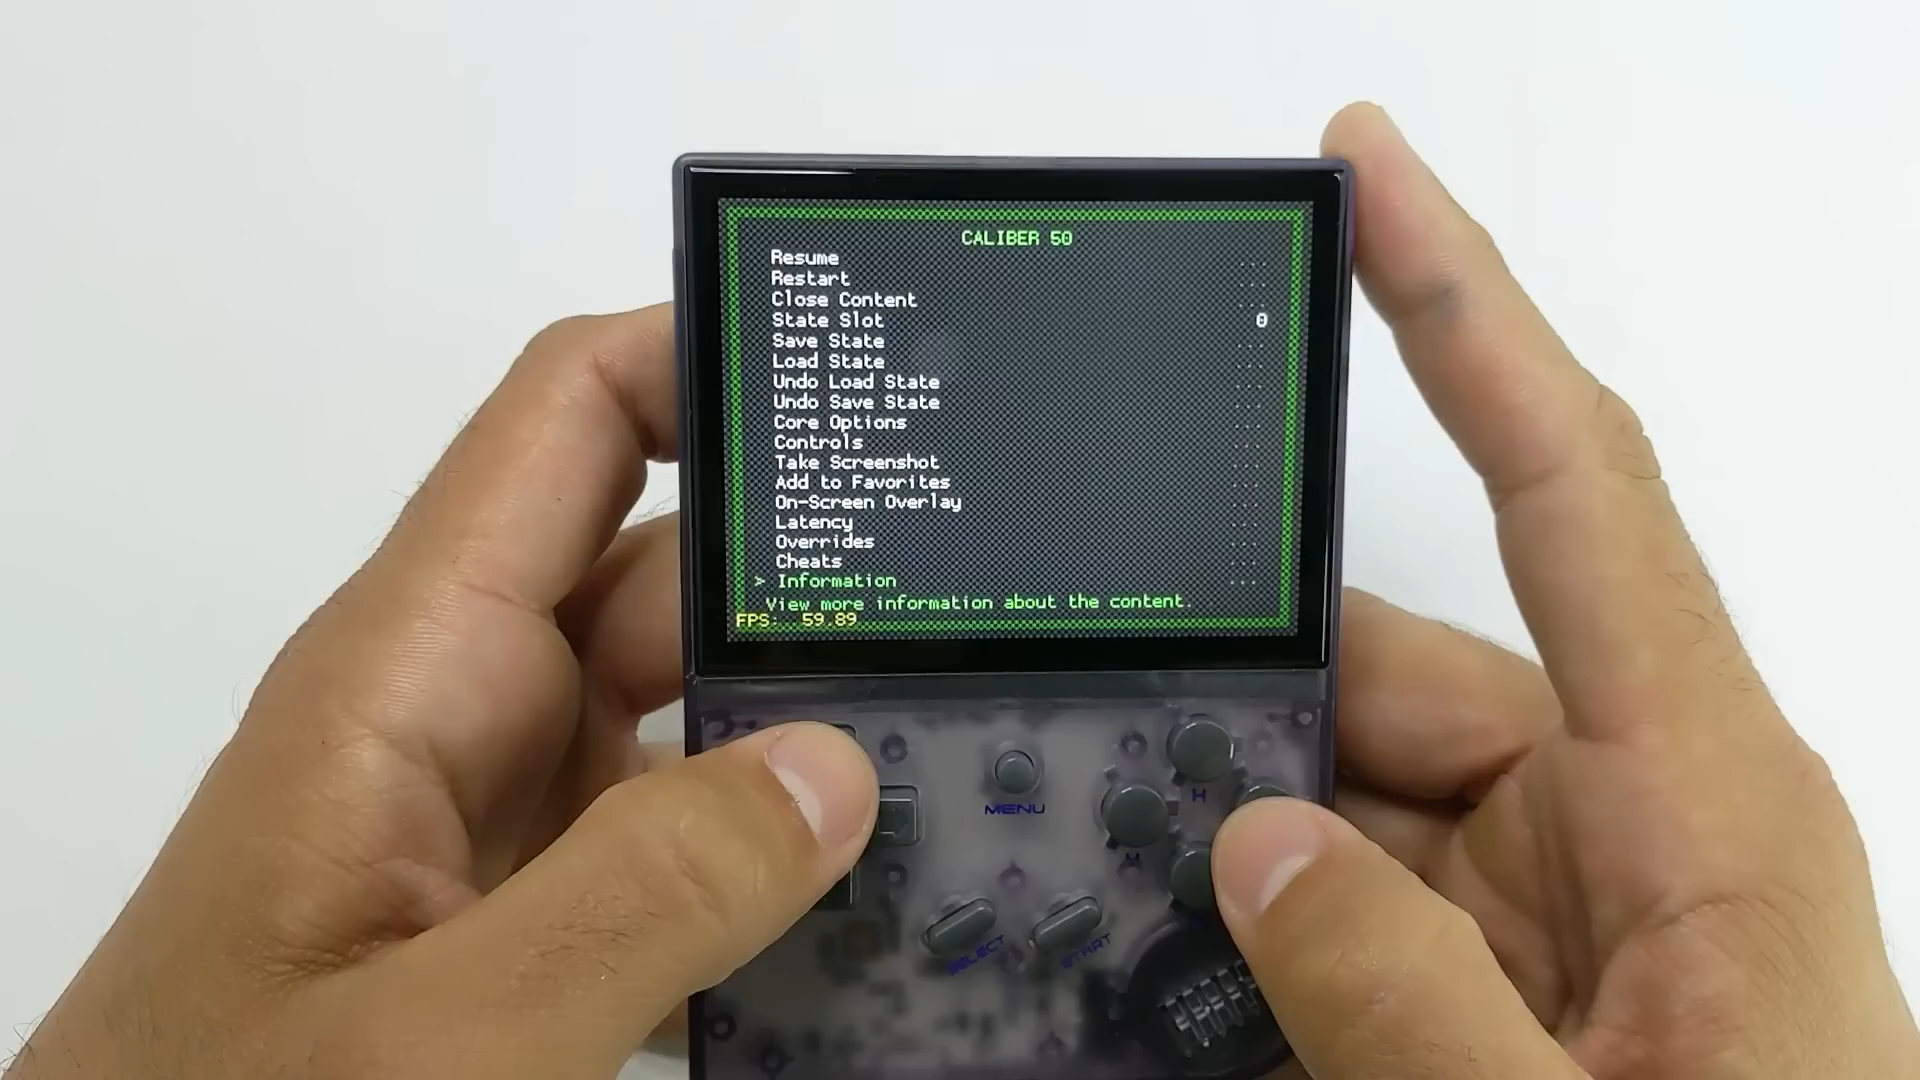 CALIBER 50
Resume ...
Restart ...
Close Content ...
State Slot 0
Save State ...
Load State ...
Undo Load State ...
Undo Save State ...
Core Options ...
Controls ...
Take Screenshot ...
Add to Favorites ...
On-Screen Overlay ...
Latency ...
Overrides ...
Cheats ...
> Information ...
View more information about the content.
FPS: 59.89
MENU
SELECT
START